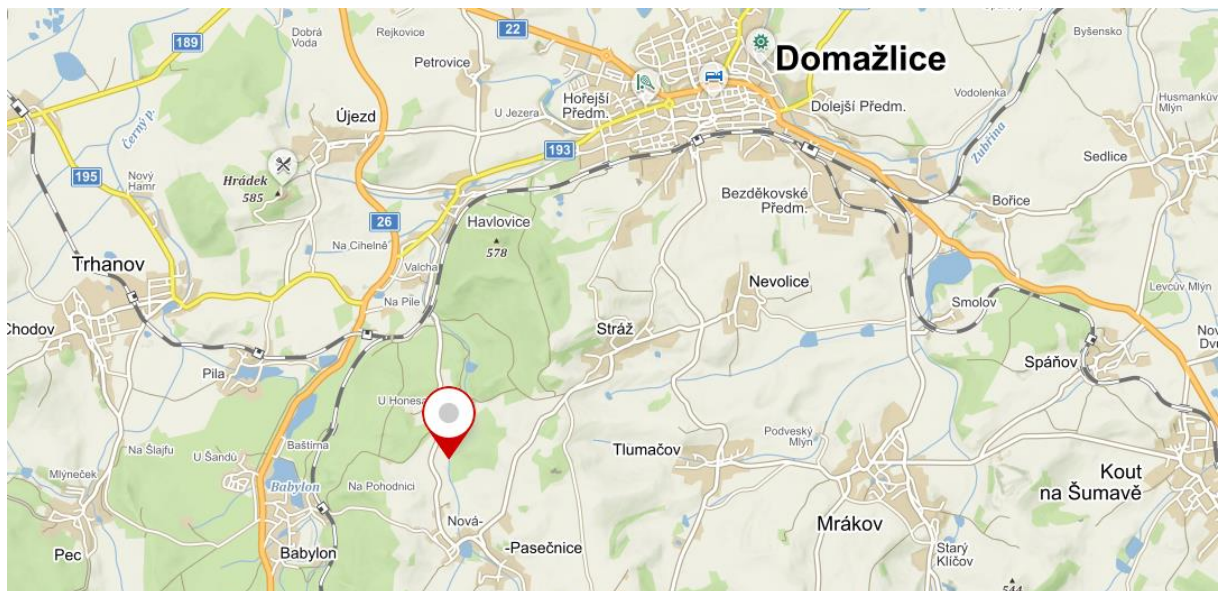 189
Dobrá
Voda
Rejkovice
22
Petrovice
Domažlice
Byšensko
Černý p.
Újezd
U Jezera
Hořejší
Předm.
Dolejší Předm.
Vodolenka
Husmankův
Mlýn
Zubřina
195
Nový
Hamr
Hrádek
585
193
Sedlice
Bezděkovské
Předm.
Bořice
26
Havlovice
Na Cihelně
578
Valcha
Trhanov
Na Pile
Nevolice
Levcův Mlýn
Smolov
Chodov
Stráž
Spáňov
Pila
U Honesa
Baštírna
Na Šlajfu
U Šandů
Podveský
Mlýn
Tlumačov
Mlýneček
Babylon
Na Pohodnici
Kout
na Šumavě
Nová-
-Pasečnice
Mrákov
Pec
Babylon
Starý
Klíčov
544